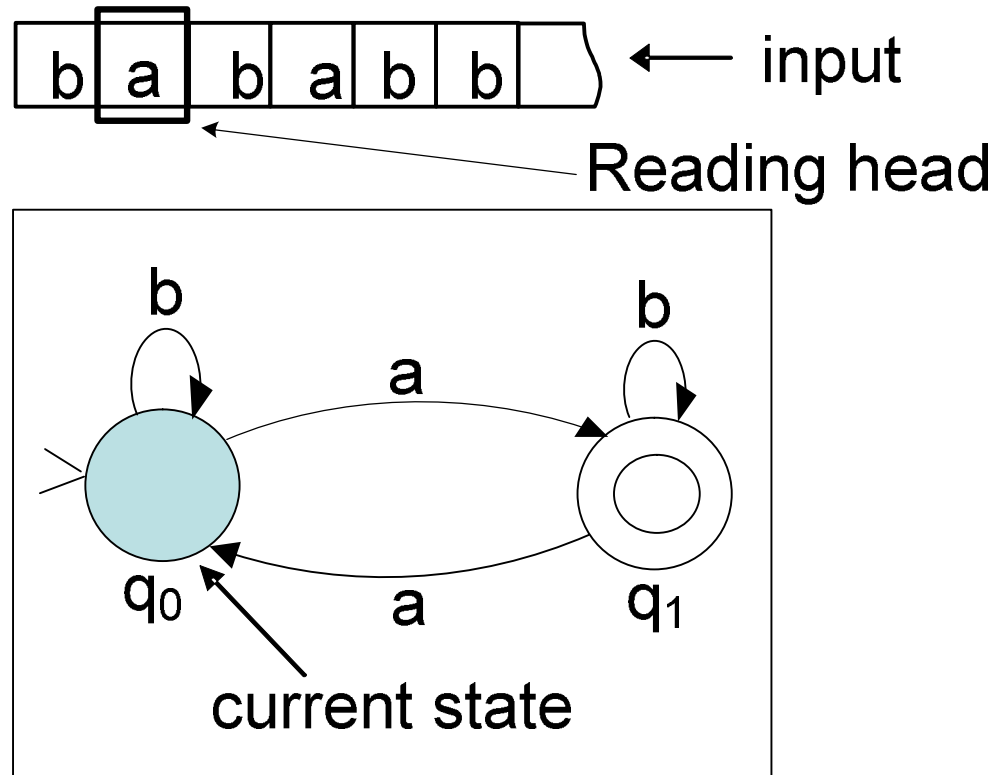 b a b a b b
input
Reading head
b
b
a
a
q₀
q₁
current state